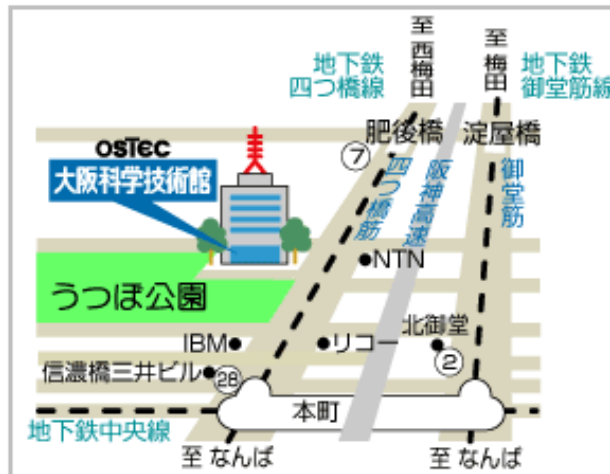 至 西梅田
至 梅田
地下鉄
四つ橋線
地下鉄
御堂筋線
肥後橋
淀屋橋
OSTEC
大阪科学技術館
⑦
四つ橋筋
阪神高速
御堂筋
NTN
うつぼ公園
北御堂
IBM
リコー
②
信濃橋三井ビル
㉘
本町
地下鉄中央線
至 なんば
至 なんば